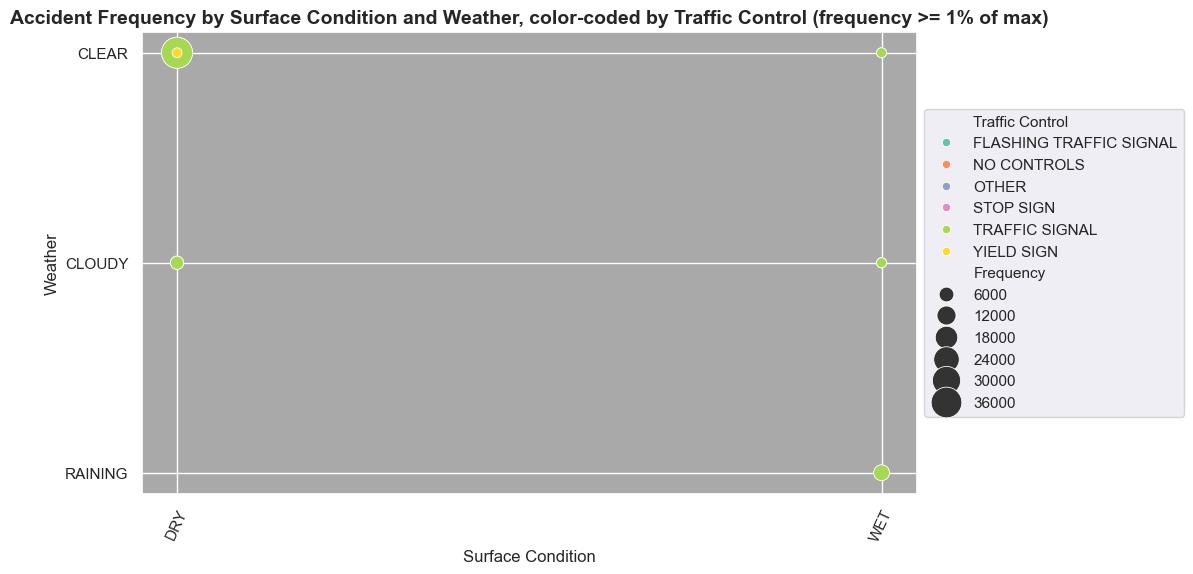 Accident Frequency by Surface Condition and Weather, color-coded by Traffic Control (frequency >= 1% of max)
CLEAR
CLOUDY
RAINING
Weather
DRY
WET
Surface Condition
Traffic Control
FLASHING TRAFFIC SIGNAL
NO CONTROLS
OTHER
STOP SIGN
TRAFFIC SIGNAL
YIELD SIGN
Frequency
6000
12000
18000
24000
30000
36000